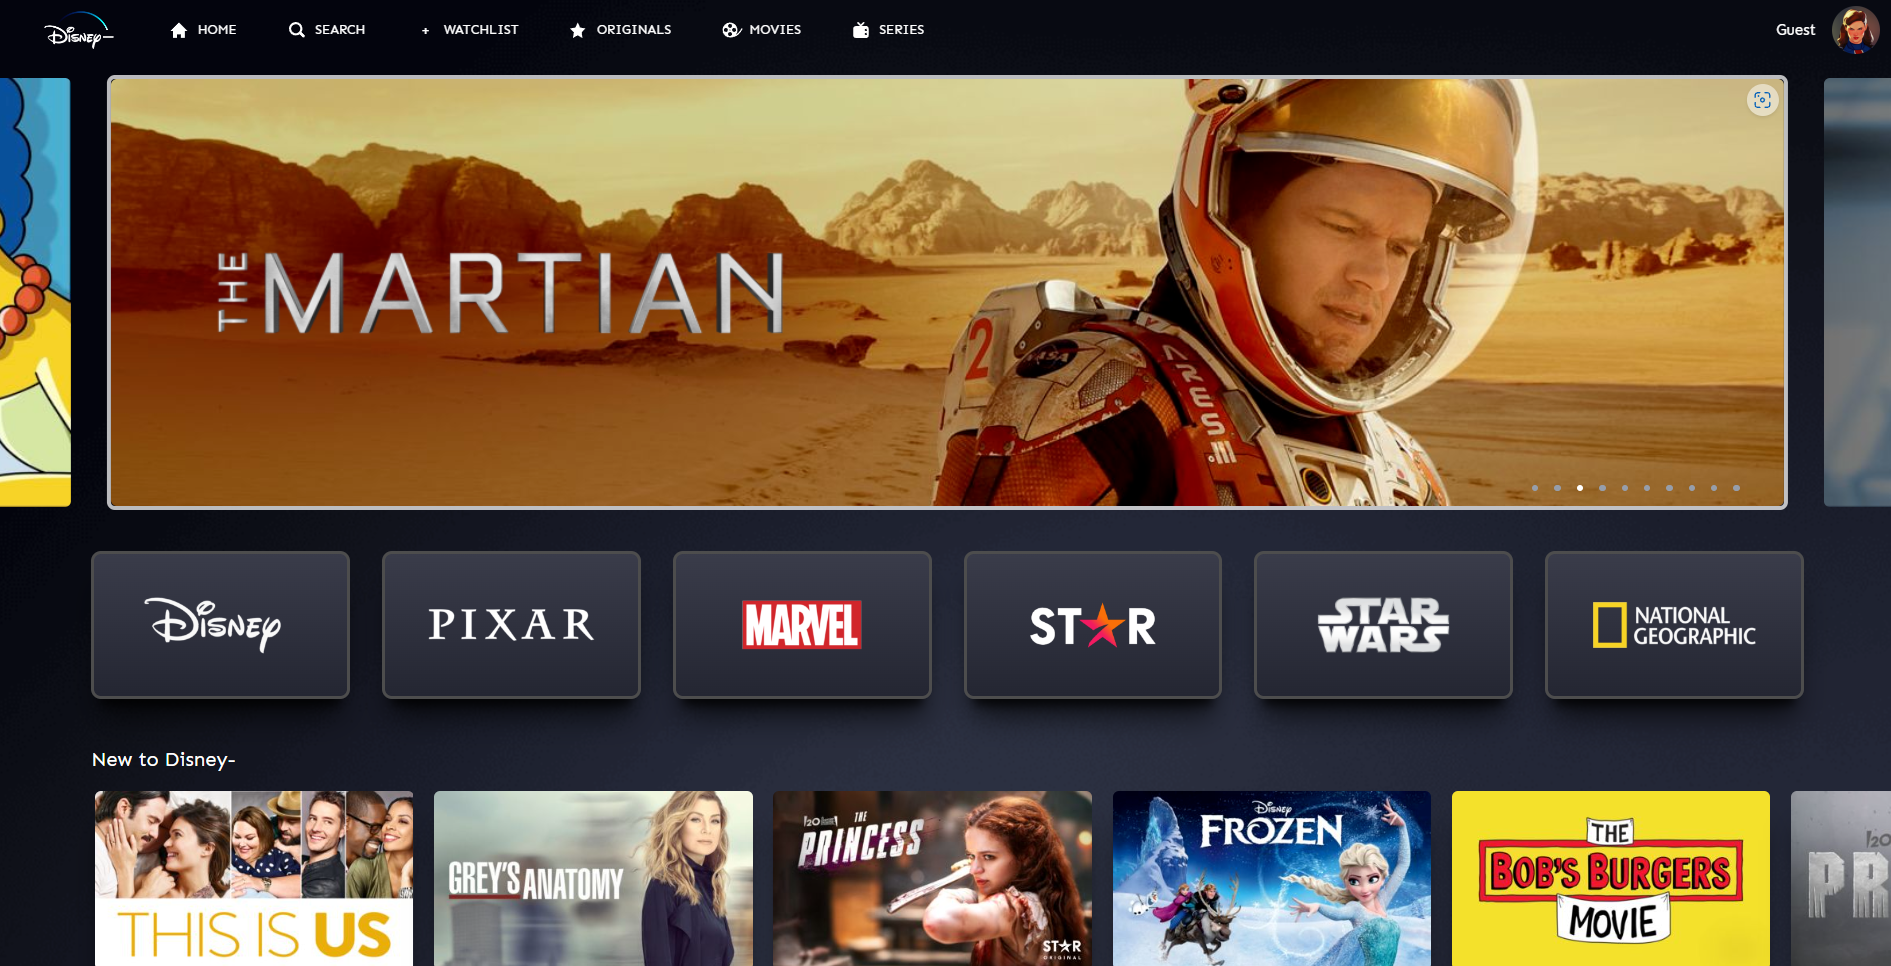 Disney
HOME
SEARCH
+ WATCHLIST
ORIGINALS
MOVIES
SERIES
Guest
THE MARTIAN
2
NASA
ARES III
Disney
PIXAR
MARVEL
STAR
STAR WARS
NATIONAL
GEOGRAPHIC
New to Disney-
THIS IS US
GREY'S ANATOMY
THE
PRINCESS
STAR
ORIGINAL
Disney
FROZEN
THE
BOB'S BURGERS
MOVIE
PR